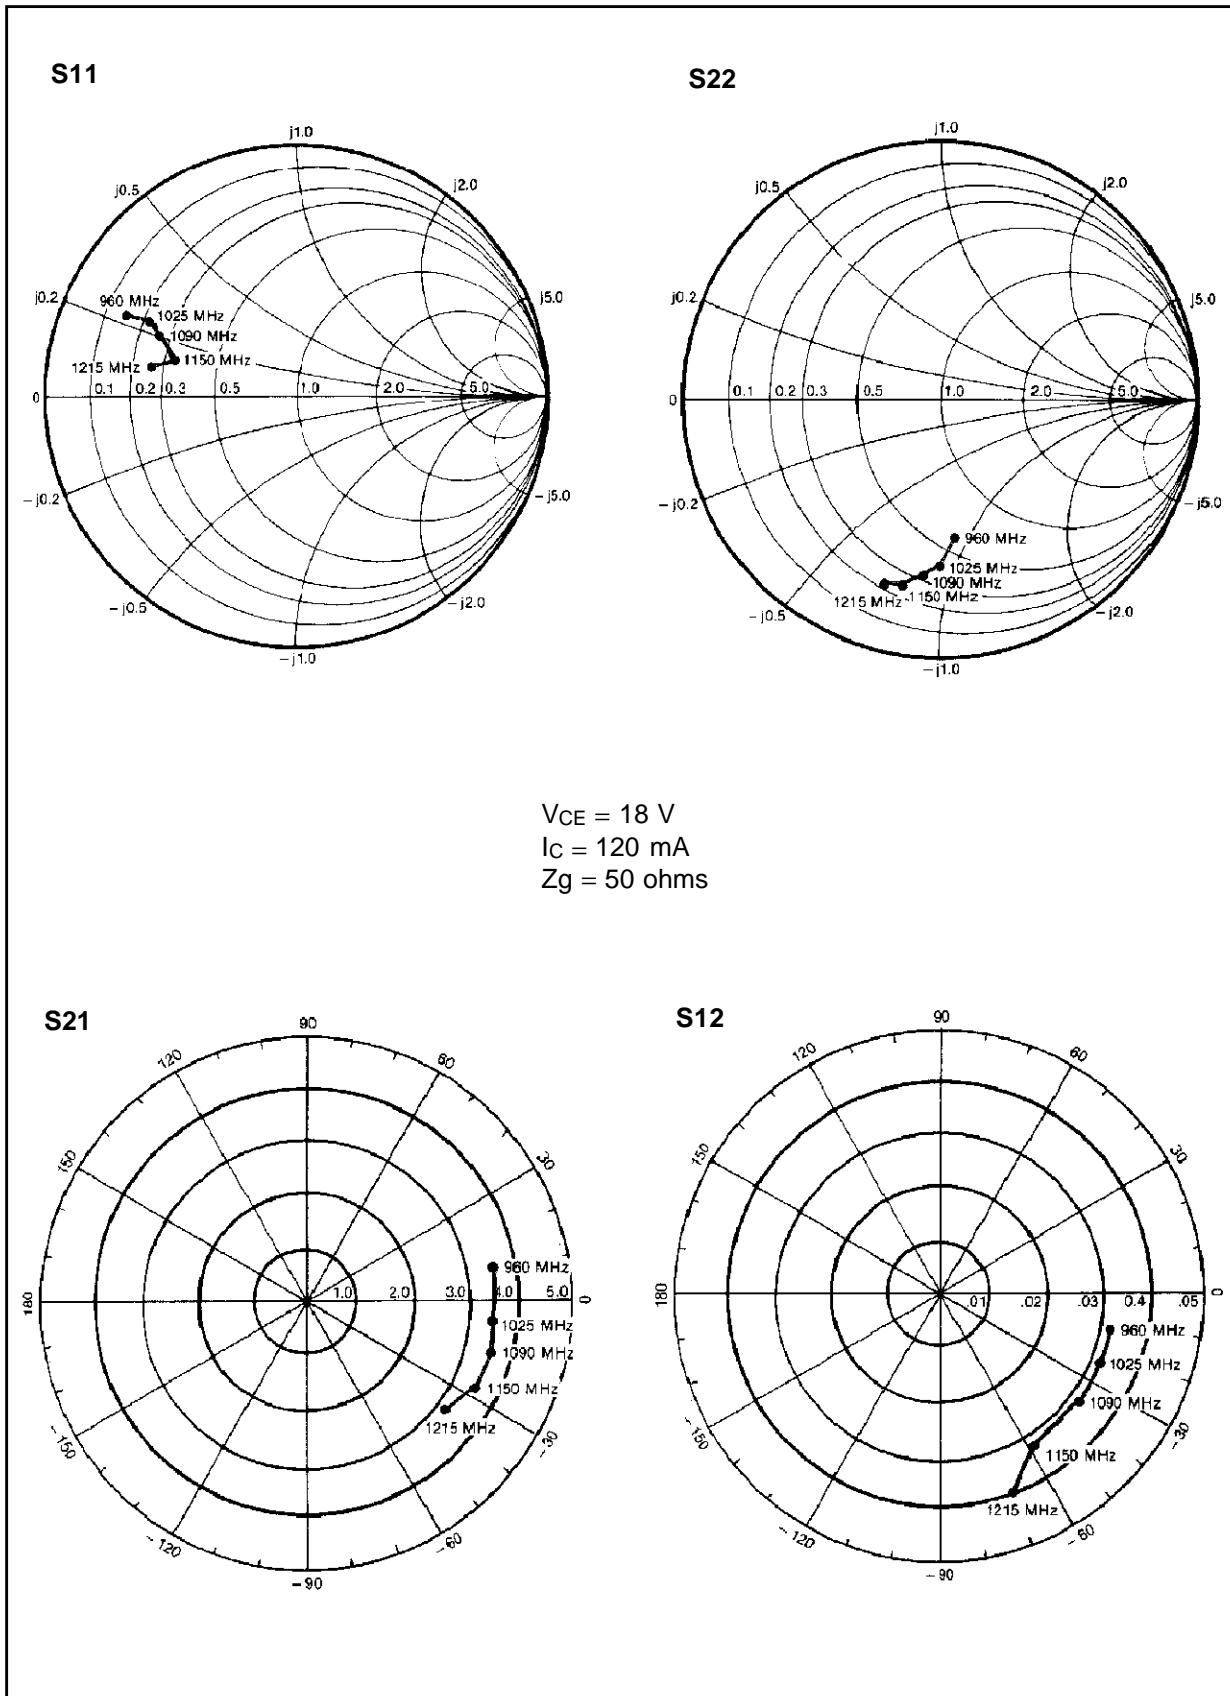 S11
j1.0
j0.5
j2.0
j0.2
j5.0
960 MHz
1025 MHz
1090 MHz
1150 MHz
1215 MHz
0
0.1
0.2
0.3
0.5
1.0
2.0
5.0
−j0.2
−j5.0
−j0.5
−j2.0
−j1.0
S22
j1.0
j0.5
j2.0
j0.2
j5.0
0
0.1
0.2
0.3
0.5
1.0
2.0
5.0
−j0.2
−j5.0
960 MHz
1025 MHz
1090 MHz
1150 MHz
1215 MHz
−j0.5
−j2.0
−j1.0
VCE = 18 V
IC = 120 mA
Zg = 50 ohms
S21
90
120
60
150
30
960 MHz
180
1.0
2.0
3.0
4.0
5.0
0
1025 MHz
1090 MHz
1150 MHz
1215 MHz
−150
−30
−120
−60
−90
S12
90
120
60
150
30
180
.01
.02
.03
0.4
.05
0
960 MHz
1025 MHz
1090 MHz
−150
−30
1150 MHz
1215 MHz
−120
−60
−90